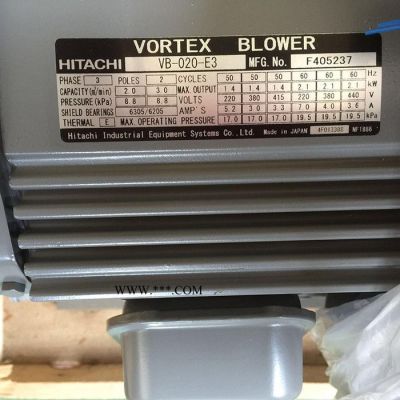 VORTEX BLOWER
HITACHI VB-020-E3 MFG. No. F405237
PHASE 3 POLES 2 CYCLES 50 50 50 60 60 60 Hz
CAPACITY (㎥/min) 2.0 3.0 MAX. OUTPUT 1.4 1.4 1.4 2.1 2.1 2.1 kW
PRESSURE (kPa) 8.8 8.8 VOLTS 220 380 415 220 380 440 V
SHIELD BEARINGS 6305/6205 AMP'S 5.2 3.0 3.3 7.0 4.0 3.6 A
THERMAL E MAX. OPERATING PRESSURE 17.0 17.0 17.0 19.5 19.5 19.5 kPa
Hitachi Industrial Equipment Systems Co.,Ltd. Made in JAPAN NF1866
www.***.COM